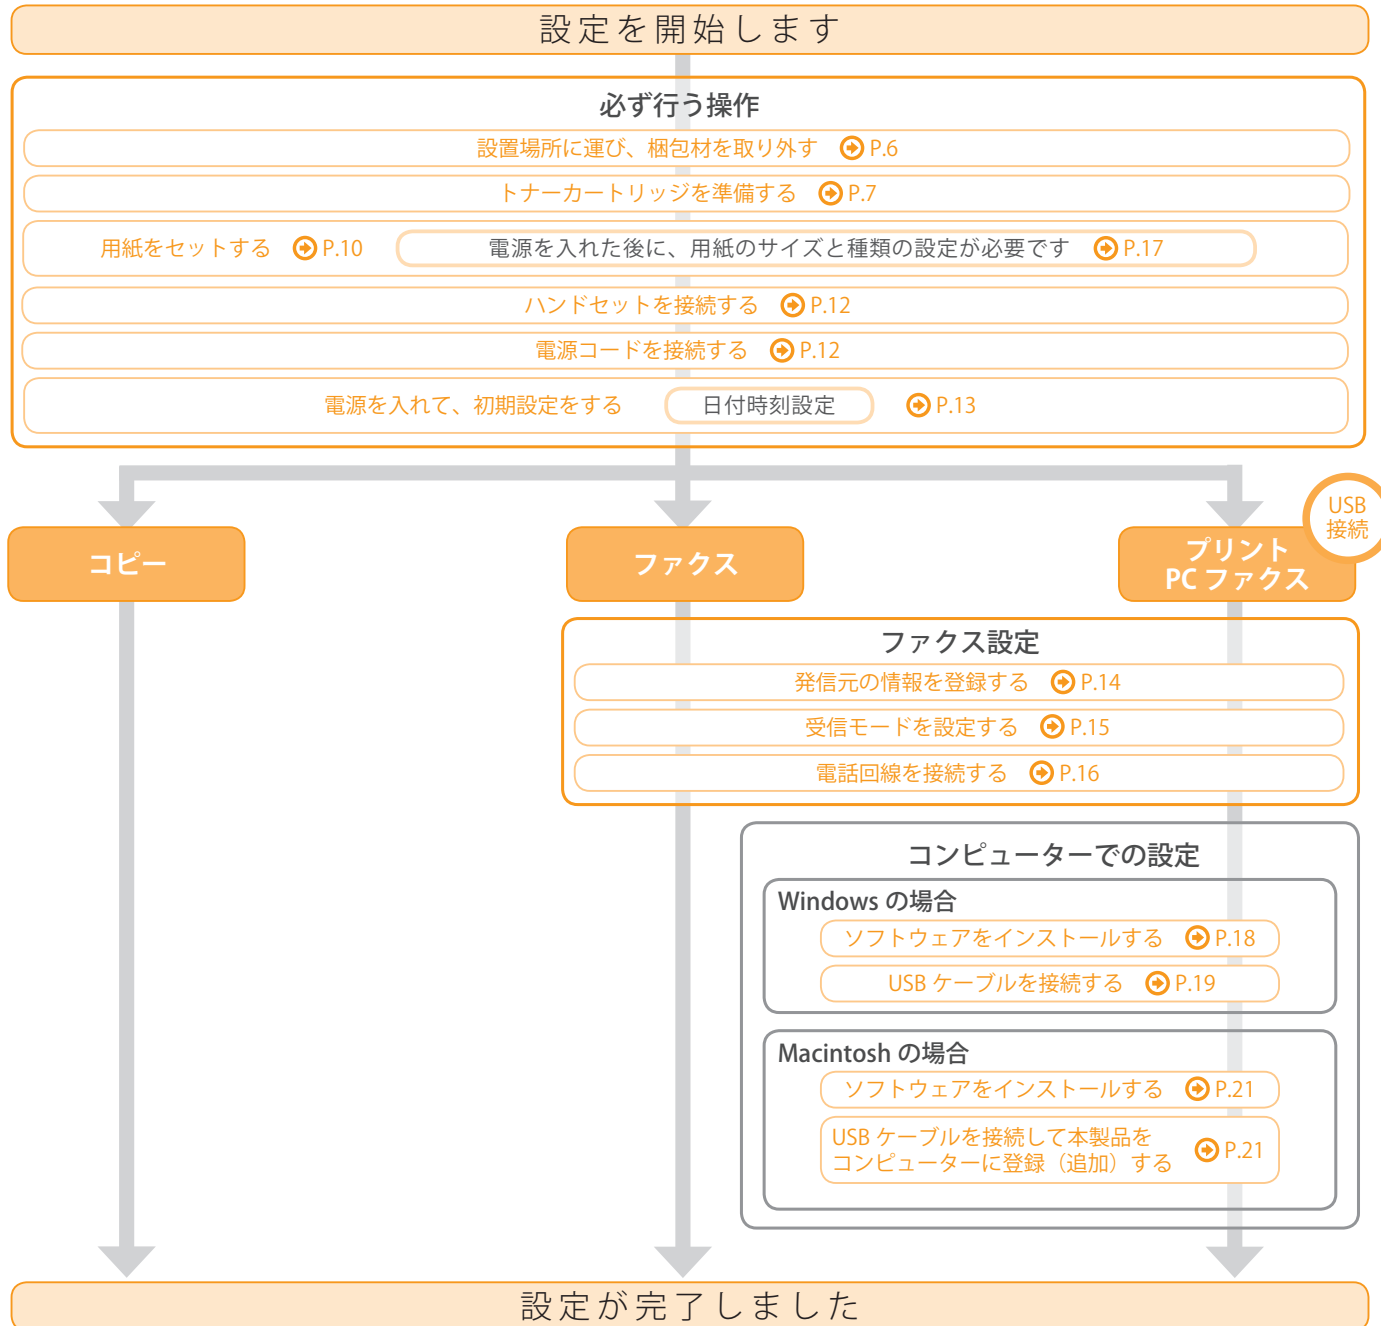 設定を開始します
必ず行う操作
設置場所に運び、梱包材を取り外す P.6
トナーカートリッジを準備する P.7
用紙をセットする P.10 電源を入れた後に、用紙のサイズと種類の設定が必要です P.17
ハンドセットを接続する P.12
電源コードを接続する P.12
電源を入れて、初期設定をする 日付時刻設定 P.13
USB
接続
コピー
ファクス
プリント
PC ファクス
ファクス設定
発信元の情報を登録する P.14
受信モードを設定する P.15
電話回線を接続する P.16
コンピューターでの設定
Windows の場合
ソフトウェアをインストールする P.18
USB ケーブルを接続する P.19
Macintosh の場合
ソフトウェアをインストールする P.21
USB ケーブルを接続して本製品を
コンピューターに登録（追加）する P.21
設定が完了しました